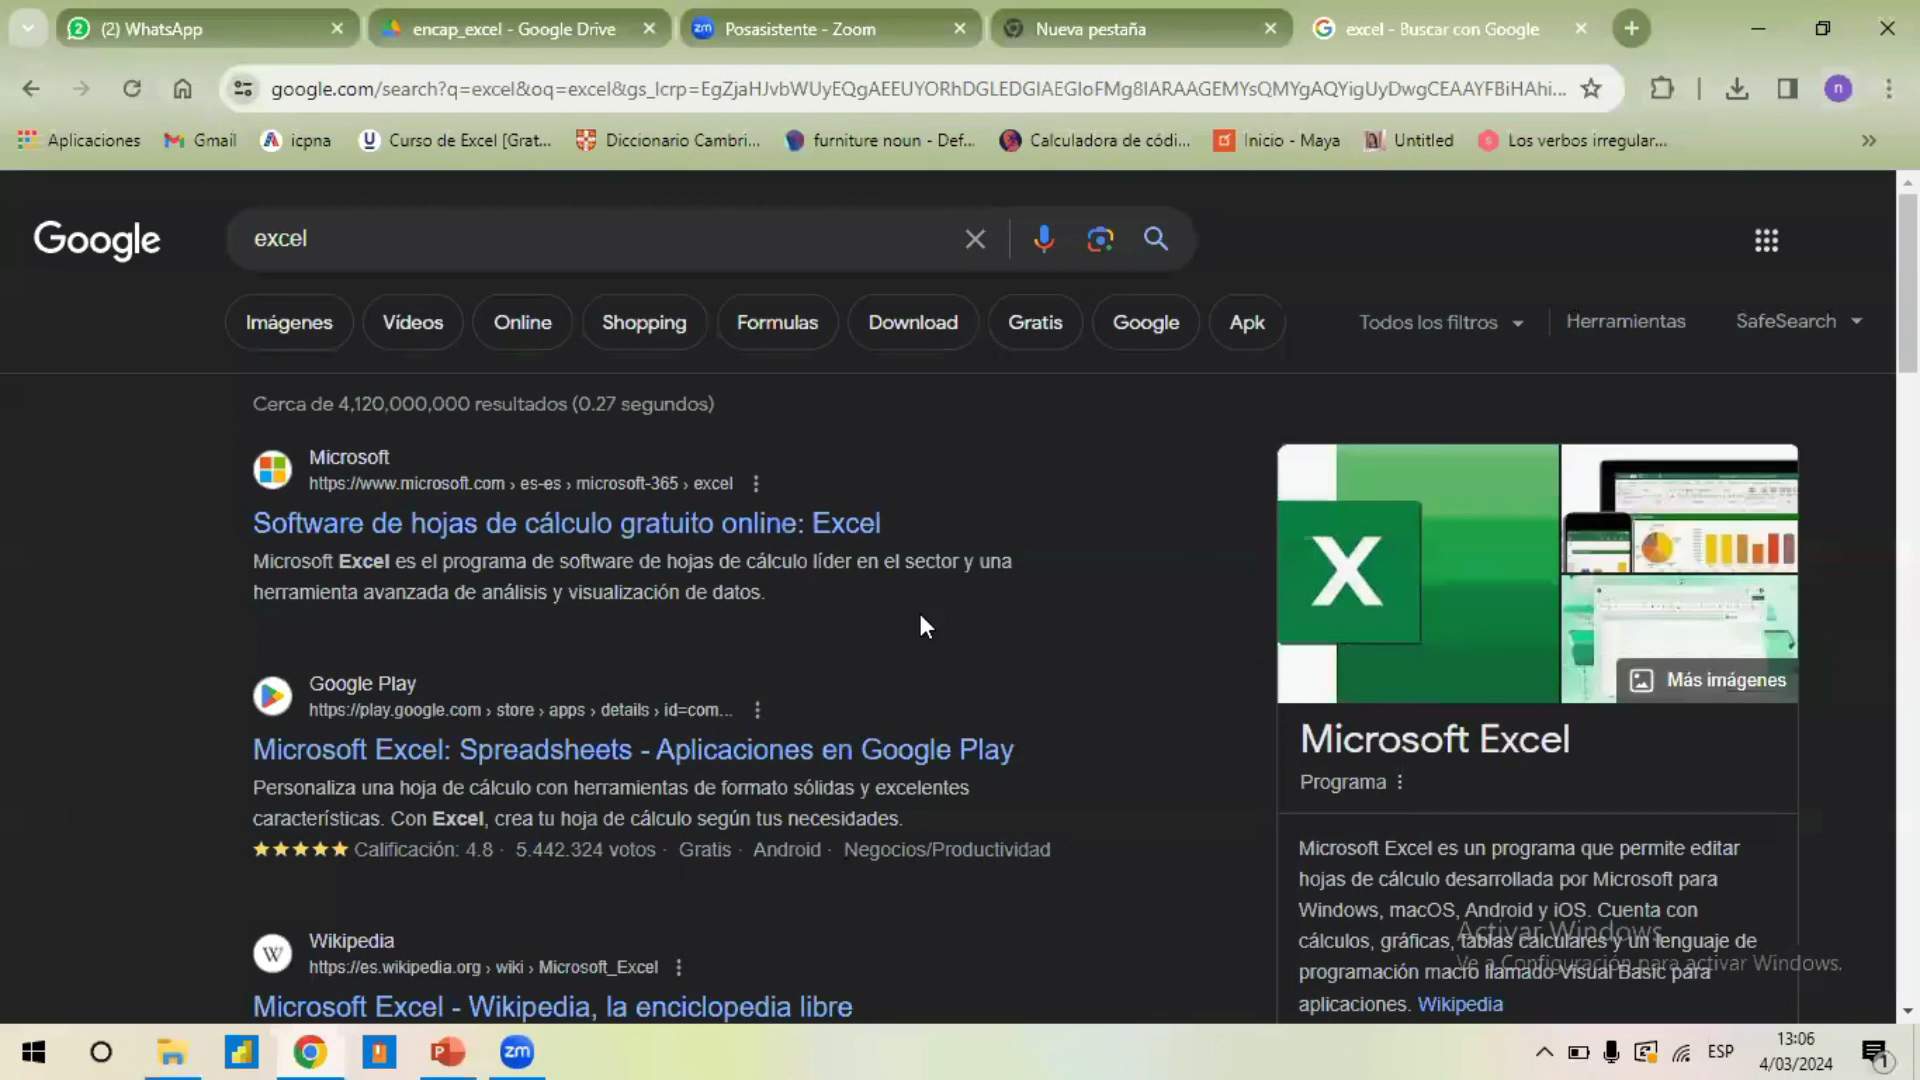 (2) WhatsApp
encap_excel - Google Drive
Posasistente - Zoom
Nueva pestaña
excel - Buscar con Google
google.com/search?q=excel&oq=excel&gs_lcrp=EgZjaHJvbWUyEQgAEEUYORhDGLEDGIAEGIoFMg8IARAAGEMYsQMYgAQYigUyDwgCEAAYFBiHAhi...
Aplicaciones
Gmail
icpna
Curso de Excel [Grat...
Diccionario Cambri...
furniture noun - Def...
Calculadora de códi...
Inicio - Maya
Untitled
Los verbos irregular...
n
Google
excel
Imágenes
Vídeos
Online
Shopping
Formulas
Download
Gratis
Google
Apk
Todos los filtros
Herramientas
SafeSearch
Cerca de 4,120,000,000 resultados (0.27 segundos)
Microsoft
https://www.microsoft.com › es-es › microsoft-365 › excel
Software de hojas de cálculo gratuito online: Excel
Microsoft Excel es el programa de software de hojas de cálculo líder en el sector y una
herramienta avanzada de análisis y visualización de datos.
Google Play
https://play.google.com › store › apps › details › id=com...
Microsoft Excel: Spreadsheets - Aplicaciones en Google Play
Personaliza una hoja de cálculo con herramientas de formato sólidas y excelentes
características. Con Excel, crea tu hoja de cálculo según tus necesidades.
Calificación: 4.8 · 5.442.324 votos · Gratis · Android · Negocios/Productividad
Wikipedia
https://es.wikipedia.org › wiki › Microsoft_Excel
Microsoft Excel - Wikipedia, la enciclopedia libre
X
Más imágenes
Microsoft Excel
Programa
Microsoft Excel es un programa que permite editar
hojas de cálculo desarrollada por Microsoft para
Windows, macOS, Android y iOS. Cuenta con
cálculos, gráficas, tablas calculares y un lenguaje de
programación macro llamado Visual Basic para
aplicaciones. Wikipedia
Activar Windows
Ve a Configuración para activar Windows.
zm
ESP
13:06
4/03/2024
1